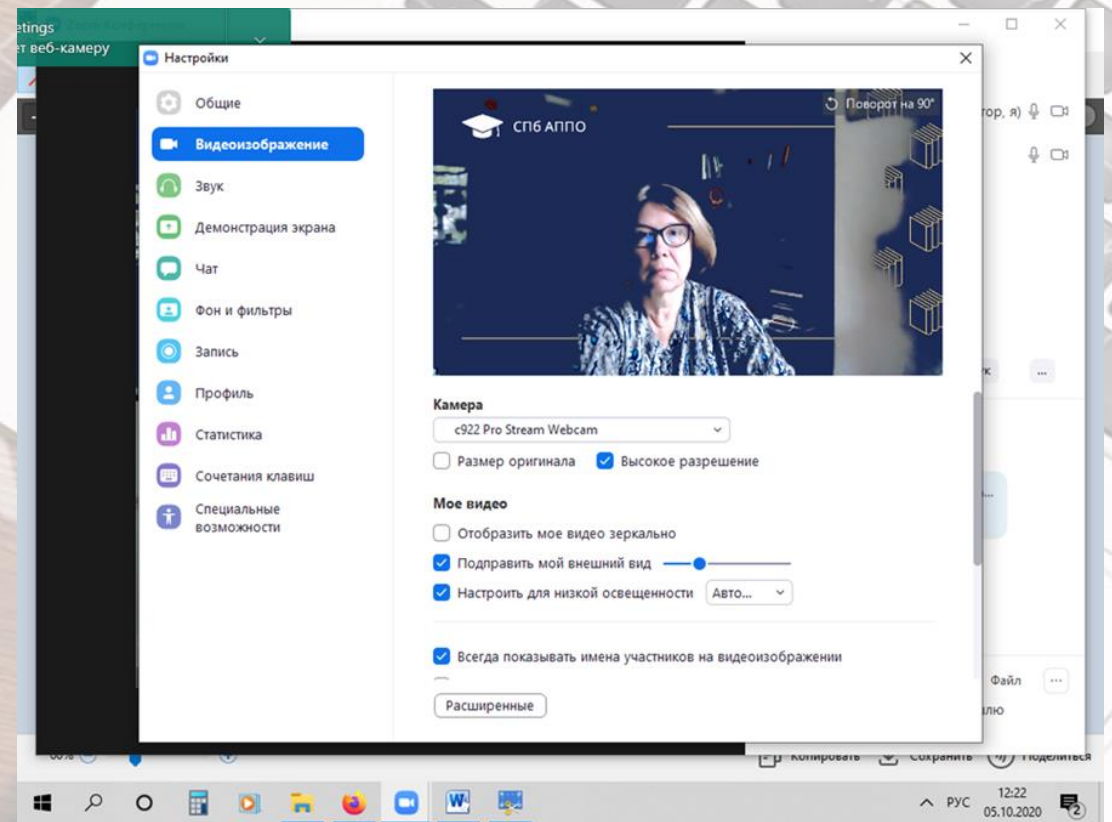 etings
ет веб-камеру
Настройки
Общие
Видеоизображение
Звук
Демонстрация экрана
Чат
Фон и фильтры
Запись
Профиль
Статистика
Сочетания клавиш
Специальные
возможности
СПб АППО
Поворот на 90°
Камера
c922 Pro Stream Webcam
Размер оригинала
Высокое разрешение
Мое видео
Отобразить мое видео зеркально
Подправить мой внешний вид
Настроить для низкой освещенности
Авто...
Всегда показывать имена участников на видеоизображении
Расширенные
тор, я)
ук
...
Файл
...
Копировать
Сохранить
Поделиться
РУС
12:22
05.10.2020
2